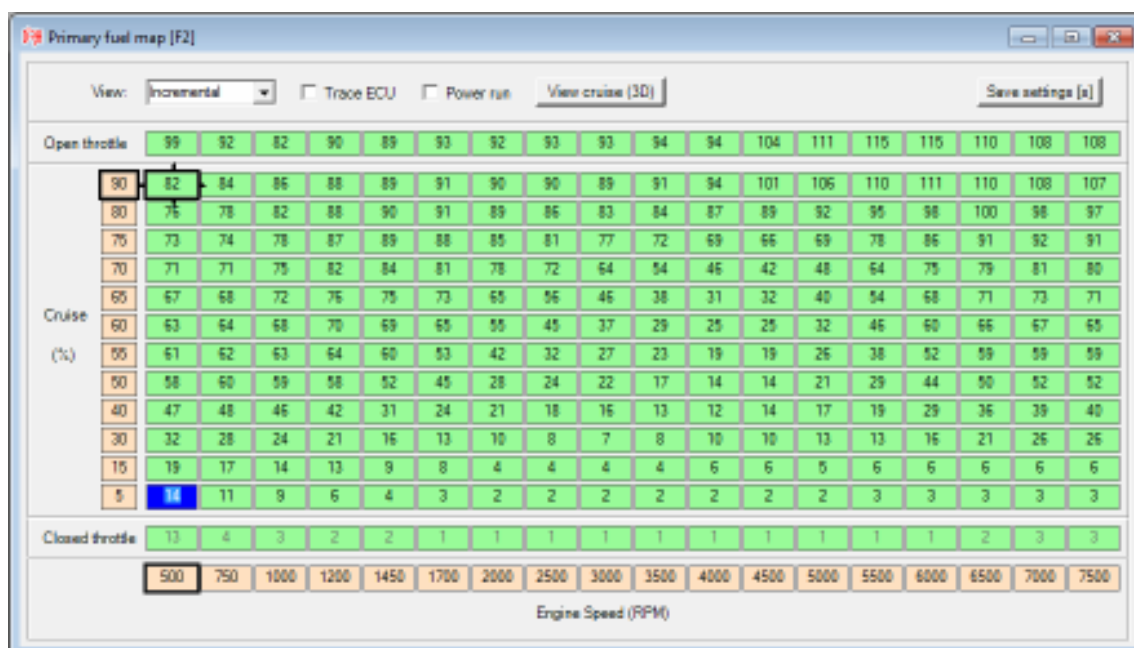 Primary fuel map [F2]
View: Incremental Trace ECU Power run View cruise (3D) Save settings [s]
Open throttle 99 92 82 90 89 93 92 93 93 94 94 104 111 115 115 110 108 108
90 82 84 86 88 89 91 90 90 89 91 94 101 106 110 111 110 108 107
80 76 78 82 88 90 91 89 86 83 84 87 89 92 95 98 100 98 97
75 73 74 78 87 89 88 85 81 77 72 69 66 69 78 86 91 92 91
70 71 71 75 82 84 81 78 72 64 54 46 42 48 64 75 79 81 80
65 67 68 72 76 75 73 65 56 46 38 31 32 40 54 68 71 73 71
Cruise 60 63 64 68 70 69 65 55 45 37 29 25 25 32 46 60 66 67 65
(%) 55 61 62 63 64 60 53 42 32 27 23 19 19 26 38 52 59 59 59
50 58 60 59 58 52 45 28 24 22 17 14 14 21 29 44 50 52 52
40 47 48 46 42 31 24 21 18 16 13 12 14 17 19 29 36 39 40
30 32 28 24 21 16 13 10 8 7 8 10 10 13 13 16 21 26 26
15 19 17 14 13 9 8 4 4 4 4 6 6 5 6 6 6 6 6
5 14 11 9 6 4 3 2 2 2 2 2 2 2 3 3 3 3 3
Closed throttle 13 4 3 2 2 1 1 1 1 1 1 1 1 1 1 2 3 3
500 750 1000 1200 1450 1700 2000 2500 3000 3500 4000 4500 5000 5500 6000 6500 7000 7500
Engine Speed (RPM)